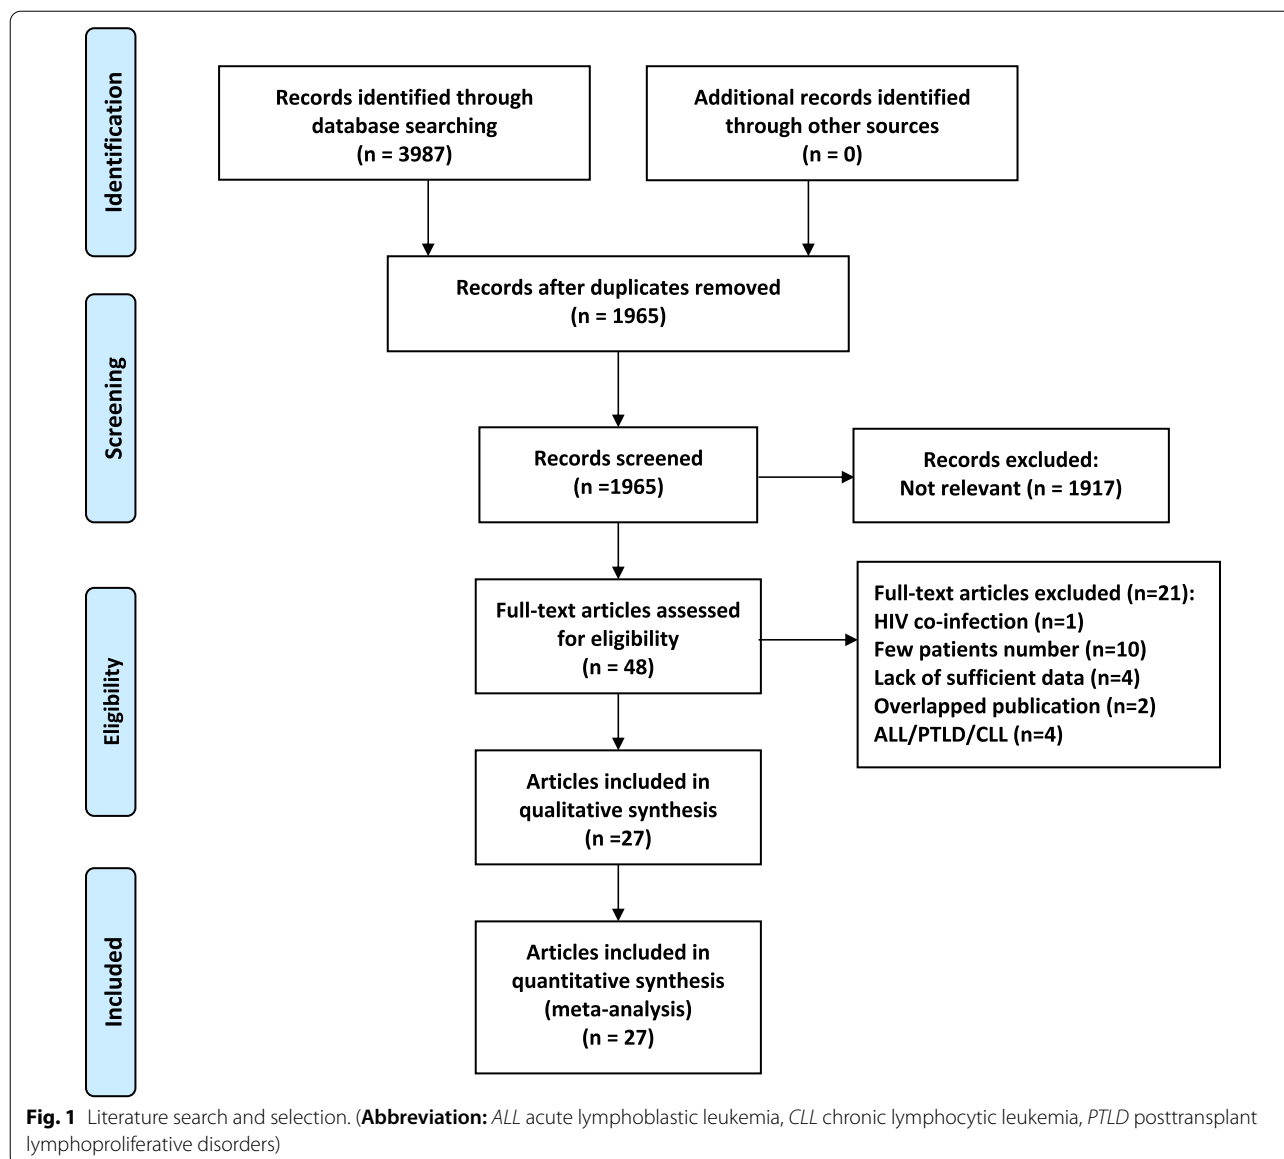 Identification
Records identified through
database searching
(n = 3987)
Additional records identified
through other sources
(n = 0)
Records after duplicates removed
(n = 1965)
Screening
Records screened
(n =1965)
Records excluded:
Not relevant (n = 1917)
Eligibility
Full-text articles assessed
for eligibility
(n = 48)
Full-text articles excluded (n=21):
HIV co-infection (n=1)
Few patients number (n=10)
Lack of sufficient data (n=4)
Overlapped publication (n=2)
ALL/PTLD/CLL (n=4)
Articles included in
qualitative synthesis
(n =27)
Included
Articles included in
quantitative synthesis
(meta-analysis)
(n = 27)
Fig. 1 Literature search and selection. (Abbreviation: ALL acute lymphoblastic leukemia, CLL chronic lymphocytic leukemia, PTLD posttransplant
lymphoproliferative disorders)